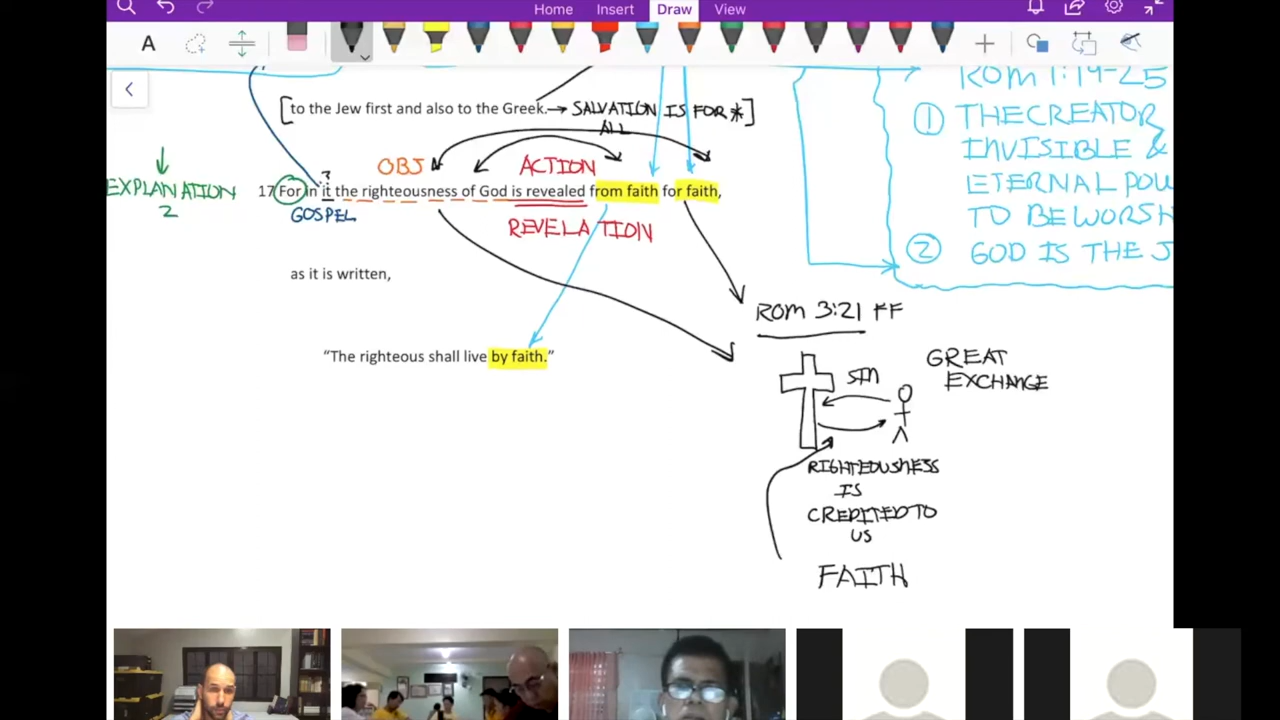 Home Insert Draw View
A
Rom 1:19-25
[to the Jew first and also to the Greek. → SALVATION IS FOR *]
ALL
① THE CREATOR
INVISIBLE &
ETERNAL POW
TO BE WORSH
② GOD IS THE J
OBJ ACTION
?
EXPLANATION
2
17 For in it the righteousness of God is revealed from faith for faith,
GOSPEL
REVELATION
as it is written,
Rom 3:21 FF
"The righteous shall live by faith."
GREAT
EXCHANGE
SIN
RIGHTEOUSNESS
IS
CREDITED TO
US
FAITH